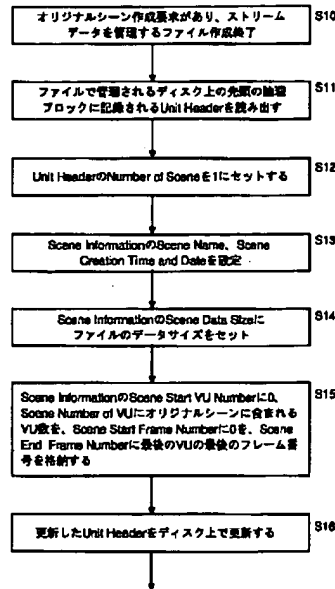 オリジナルシーン作成要求があり、ストリーム
データを管理するファイル作成終了
S10
ファイルで管理されるディスク上の先頭の論理
ブロックに記録されるUnit Headerを読み出す
S11
Unit HeaderのNumber of Sceneを1にセットする
S12
Scene InformationのScene Name、Scene
Creation Time and Dateを設定
S13
Scene InformationのScene Data Sizeに
ファイルのデータサイズをセット
S14
Scene InformationのScene Start VU Numberに0、
Scene Number of VUにオリジナルシーンに含まれる
VU数を、Scene Start Frame Numberに0を、Scene
End Frame Numberに最後のVUの最後のフレーム番
号を格納する
S15
更新したUnit Headerをディスク上で更新する
S16